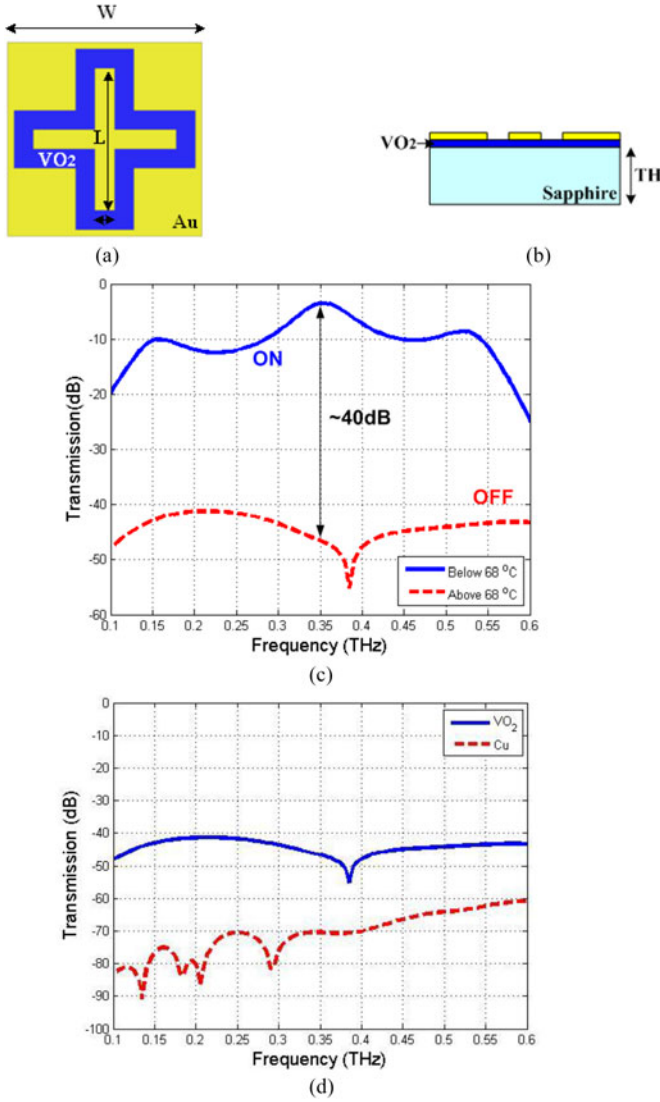 W
L
VO2
Au
(a)
VO2
TH
Sapphire
(b)
0
-10
-20
-30
-40
-50
-60
Transmission(dB)
ON
~40dB
OFF
Below 68 °C
Above 68 °C
0.1 0.15 0.2 0.25 0.3 0.35 0.4 0.45 0.5 0.55 0.6
Frequency (THz)
(c)
0
-10
-20
-30
-40
-50
-60
-70
-80
-90
-100
Transmission (dB)
VO2
Cu
0.1 0.15 0.2 0.25 0.3 0.35 0.4 0.45 0.5 0.55 0.6
Frequency (THz)
(d)